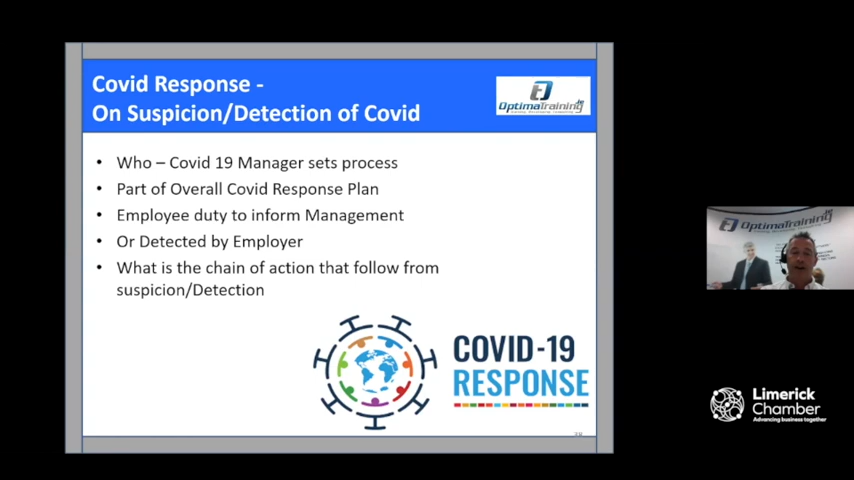 Covid Response -
On Suspicion/Detection of Covid
OptimaTraining
• Who – Covid 19 Manager sets process
• Part of Overall Covid Response Plan
• Employee duty to inform Management
• Or Detected by Employer
• What is the chain of action that follow from
suspicion/Detection
COVID-19
RESPONSE
OptimaTraining
Limerick
Chamber
Advancing business together